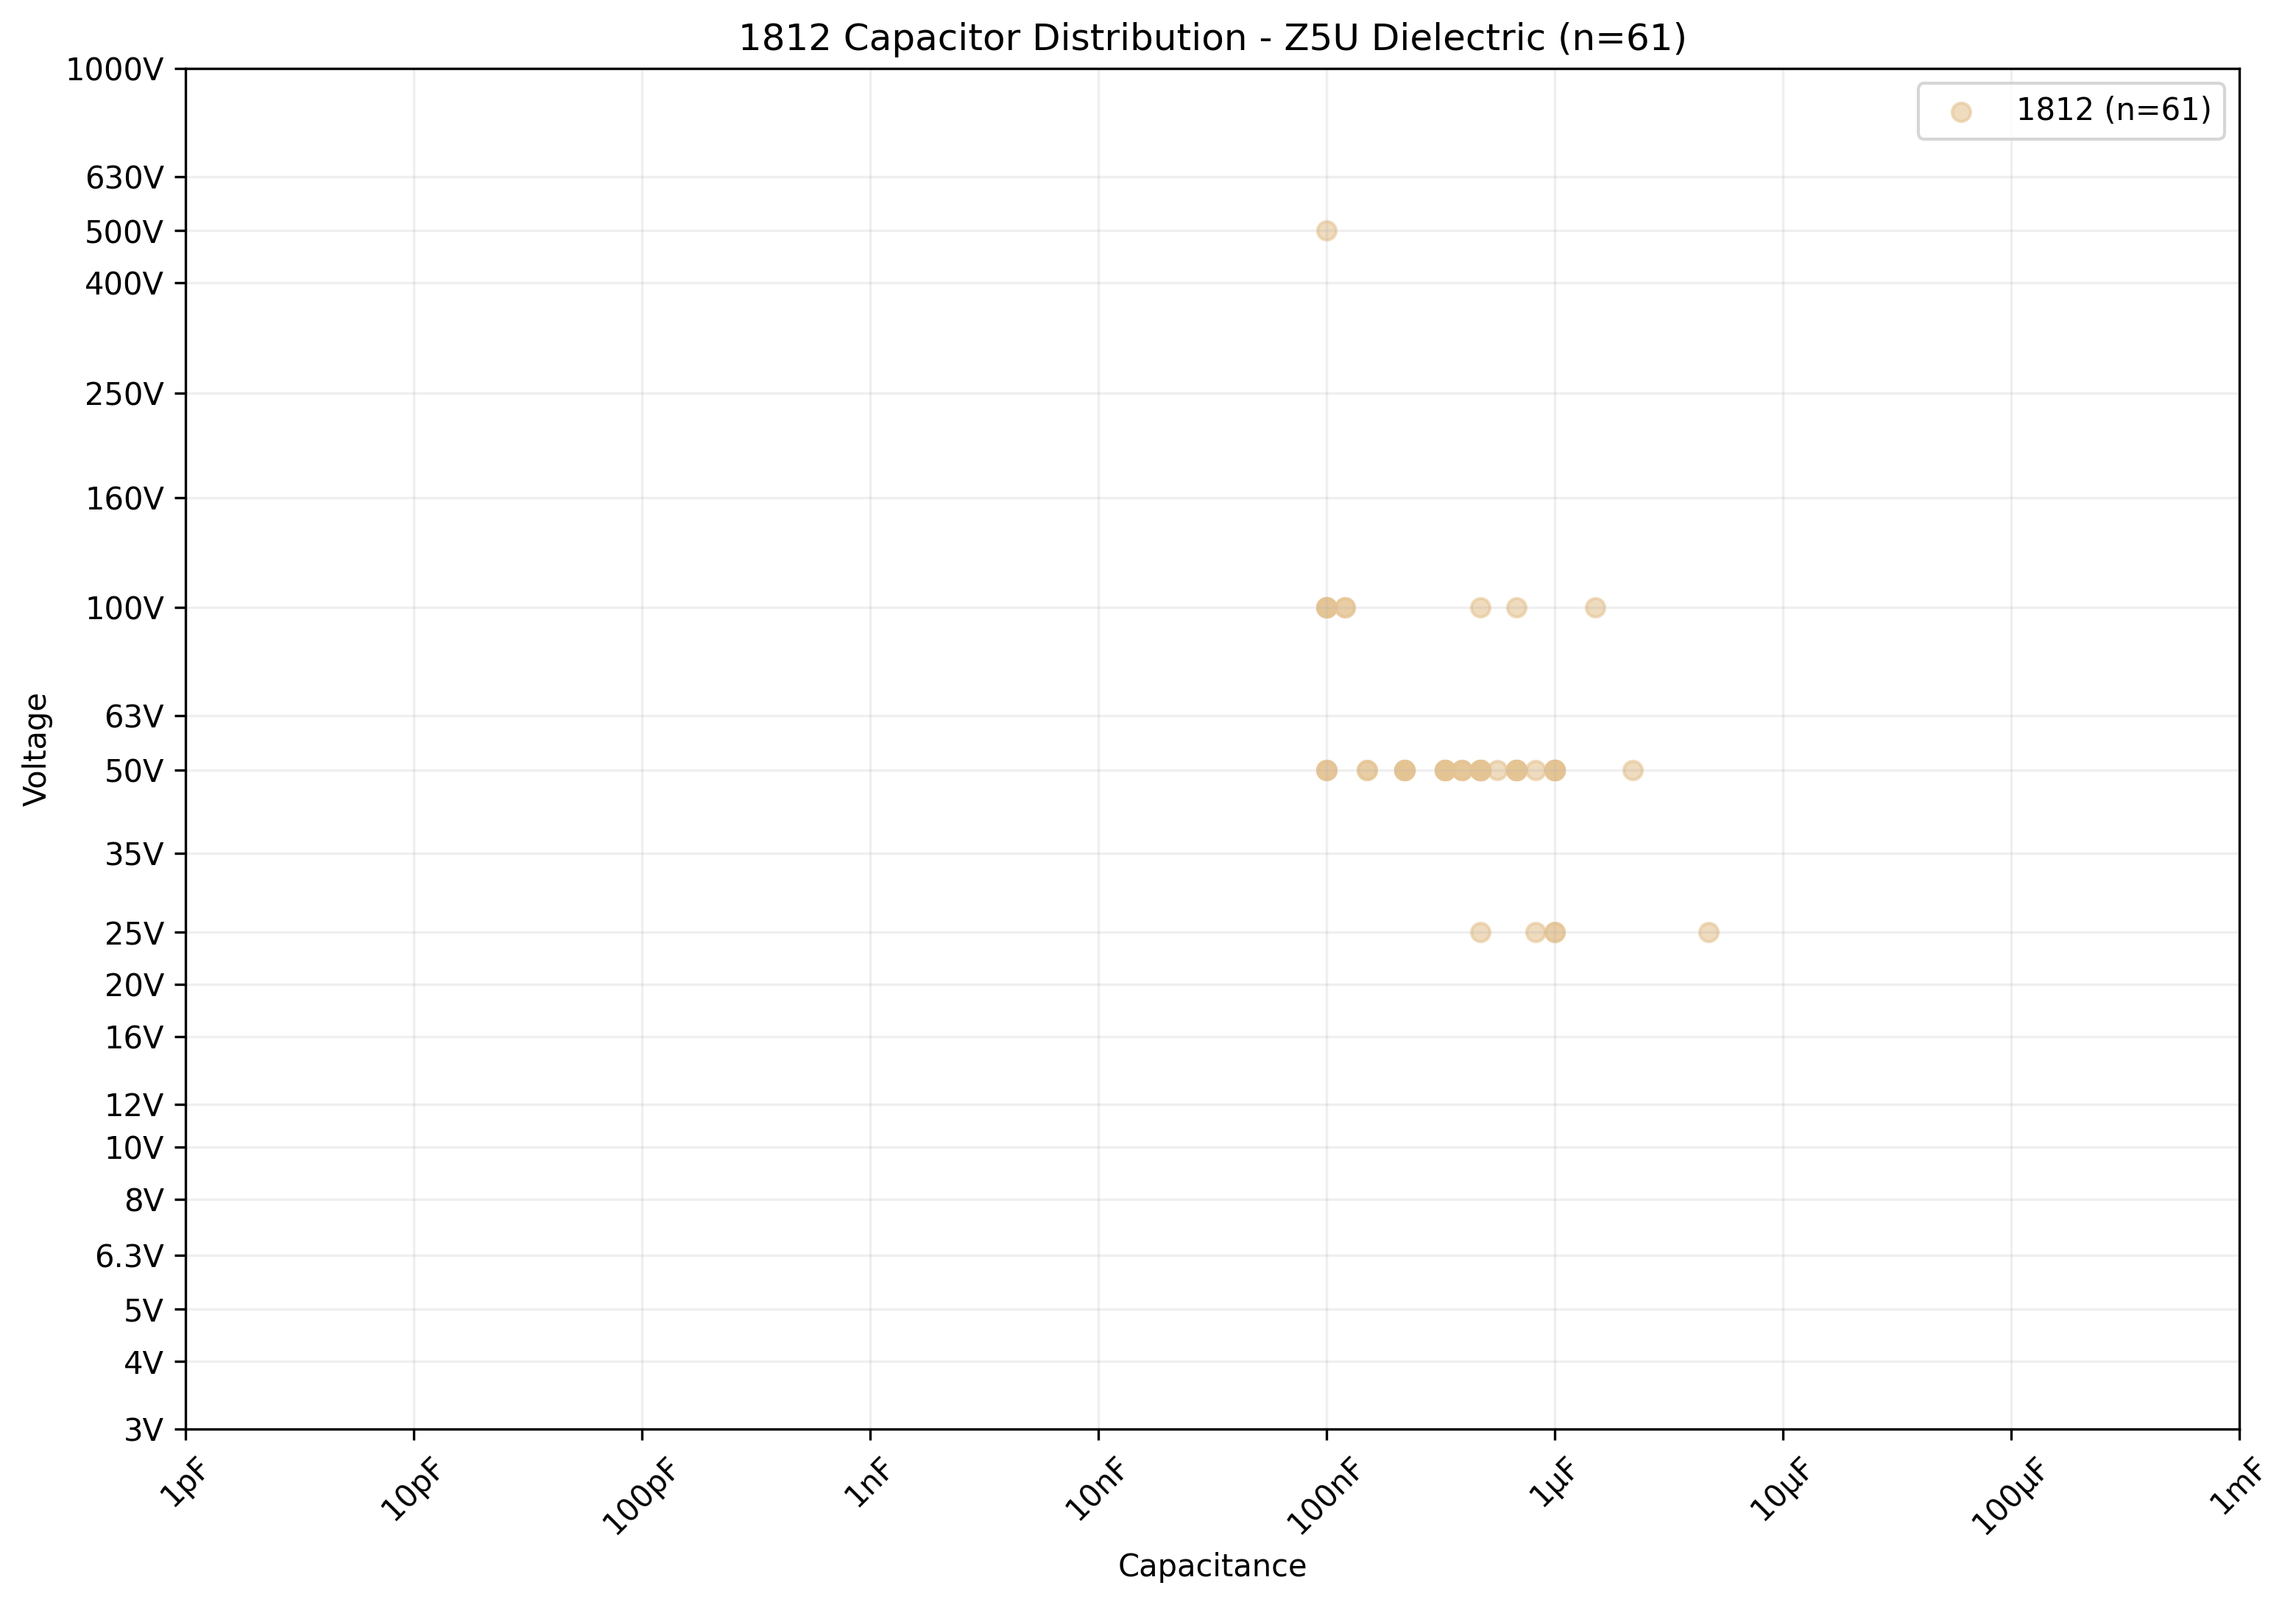 1812 Capacitor Distribution - Z5U Dielectric (n=61)
1812 (n=61)
Voltage
1000V
630V
500V
400V
250V
160V
100V
63V
50V
35V
25V
20V
16V
12V
10V
8V
6.3V
5V
4V
3V
1pF
10pF
100pF
1nF
10nF
100nF
1μF
10μF
100μF
1mF
Capacitance